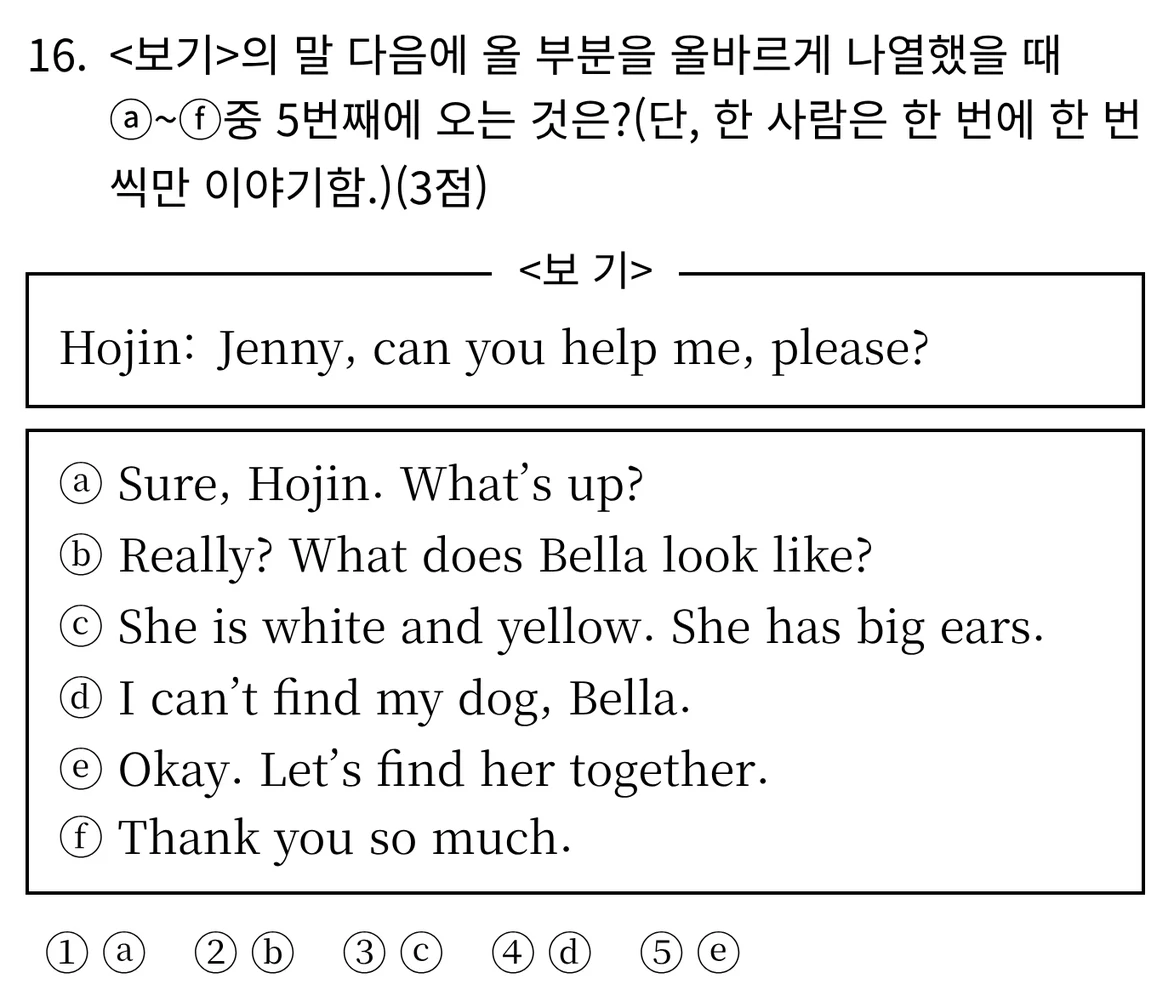 16. <보기>의 말 다음에 올 부분을 올바르게 나열했을 때
ⓐ~ⓕ중 5번째에 오는 것은?(단, 한 사람은 한 번에 한 번
씩만 이야기함.)(3점)
<보 기>
Hojin: Jenny, can you help me, please?
ⓐ Sure, Hojin. What’s up?
ⓑ Really? What does Bella look like?
ⓒ She is white and yellow. She has big ears.
ⓓ I can’t find my dog, Bella.
ⓔ Okay. Let’s find her together.
ⓕ Thank you so much.
① ⓐ ② ⓑ ③ ⓒ ④ ⓓ ⑤ ⓔ